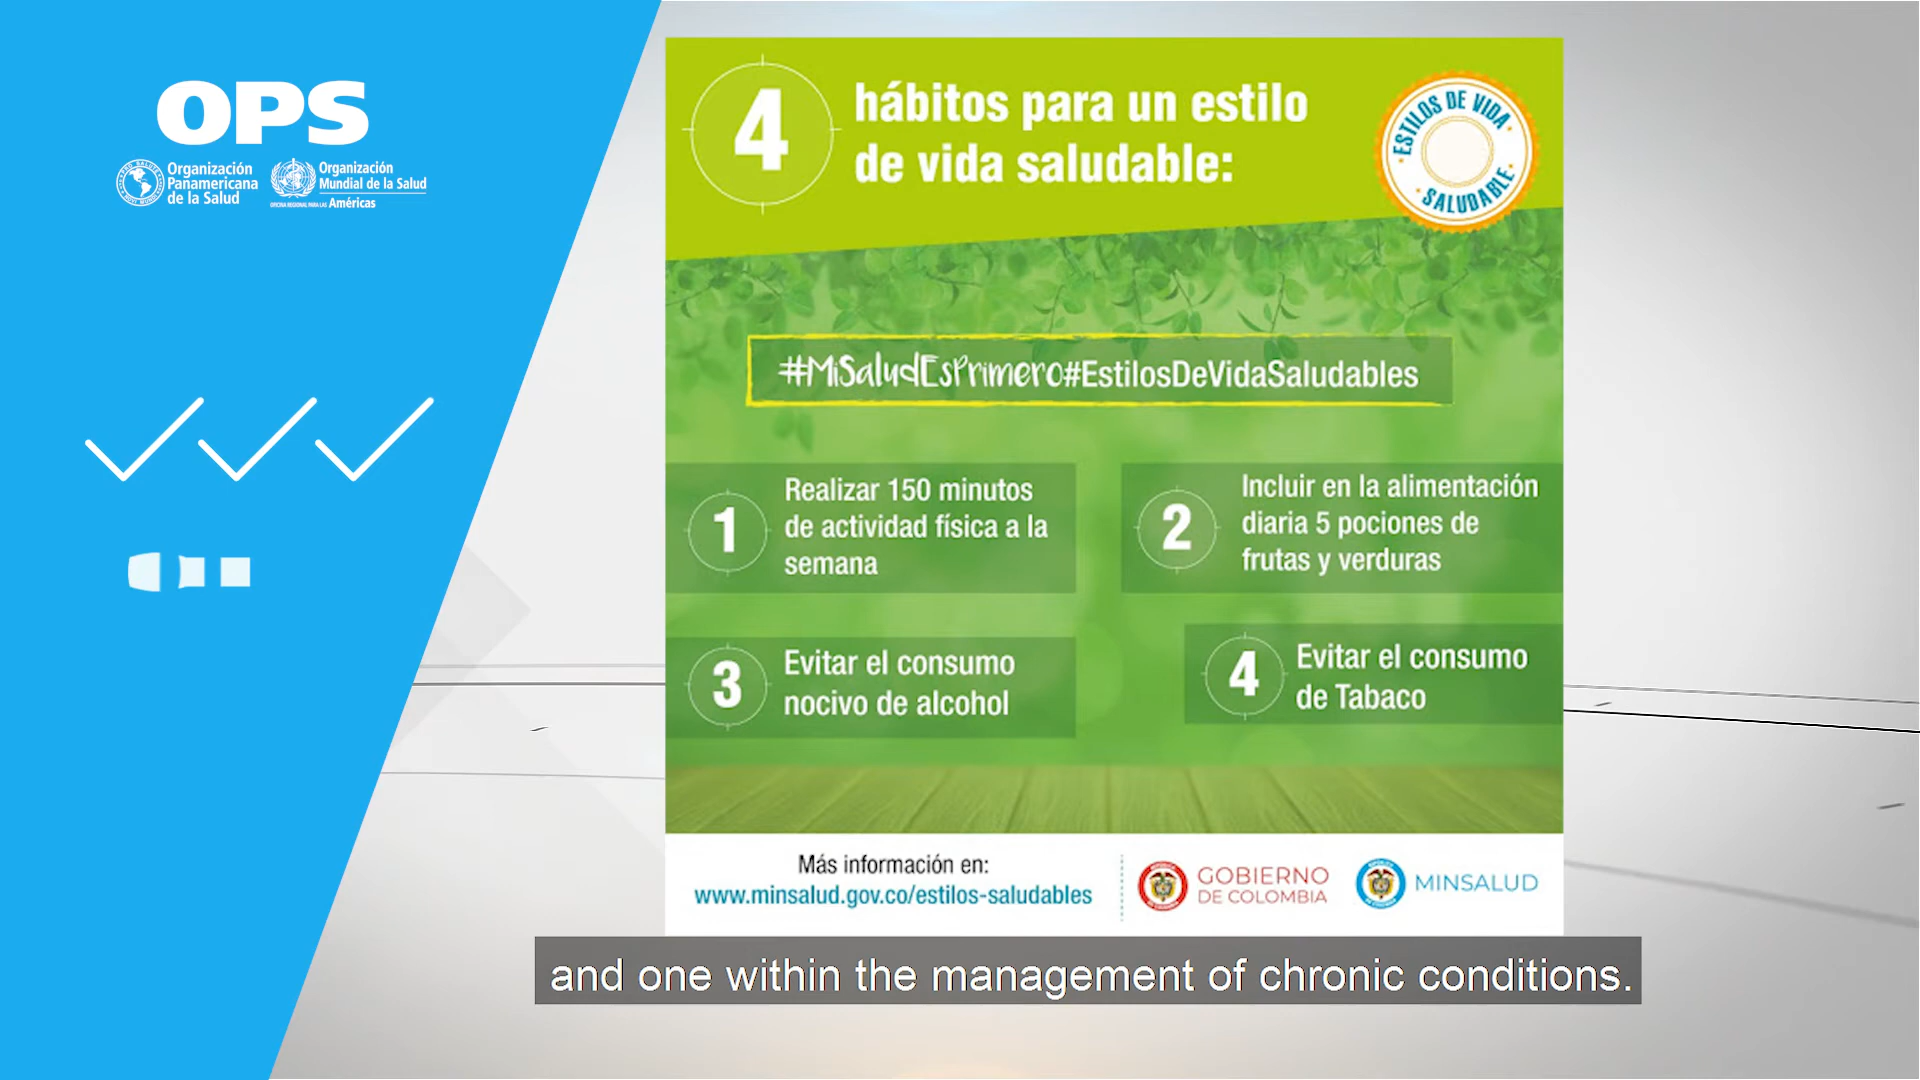 OPS
Organización
Panamericana
de la Salud
Organización
Mundial de la Salud
OFICINA REGIONAL PARA LAS Américas
4
hábitos para un estilo
de vida saludable:
ESTILOS DE VIDA
SALUDABLE
#MiSaludEsPrimero#EstilosDeVidaSaludables
1
Realizar 150 minutos
de actividad física a la
semana
2
Incluir en la alimentación
diaria 5 pociones de
frutas y verduras
3
Evitar el consumo
nocivo de alcohol
4
Evitar el consumo
de Tabaco
Más información en:
www.minsalud.gov.co/estilos-saludables
GOBIERNO
DE COLOMBIA
MINSALUD
and one within the management of chronic conditions.